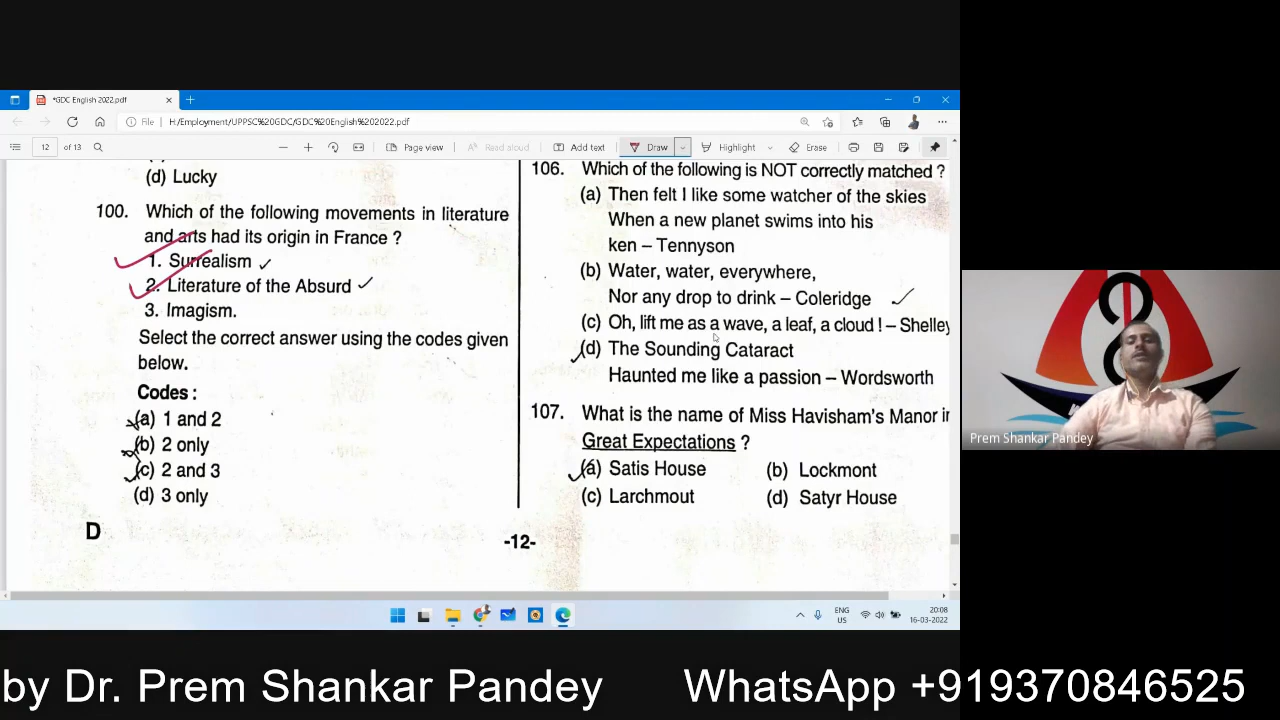 *GDC English 2022.pdf
File | H:/Employment/UPPSC%20GDC/GDC%20English%202022.pdf
12 of 13
Page view
Read aloud
Add text
Draw
Highlight
Erase
(d) Lucky
100. Which of the following movements in literature
and arts had its origin in France ?
1. Surrealism
2. Literature of the Absurd
3. Imagism.
Select the correct answer using the codes given
below.
Codes :
(a) 1 and 2
(b) 2 only
(c) 2 and 3
(d) 3 only
D
-12-
106. Which of the following is NOT correctly matched ?
(a) Then felt I like some watcher of the skies
When a new planet swims into his
ken – Tennyson
(b) Water, water, everywhere,
Nor any drop to drink – Coleridge
(c) Oh, lift me as a wave, a leaf, a cloud ! – Shelley
(d) The Sounding Cataract
Haunted me like a passion – Wordsworth
107. What is the name of Miss Havisham's Manor in
Great Expectations ?
(a) Satis House (b) Lockmont
(c) Larchmout (d) Satyr House
ENG
US
20:08
16-03-2022
Prem Shankar Pandey
by Dr. Prem Shankar Pandey WhatsApp +919370846525